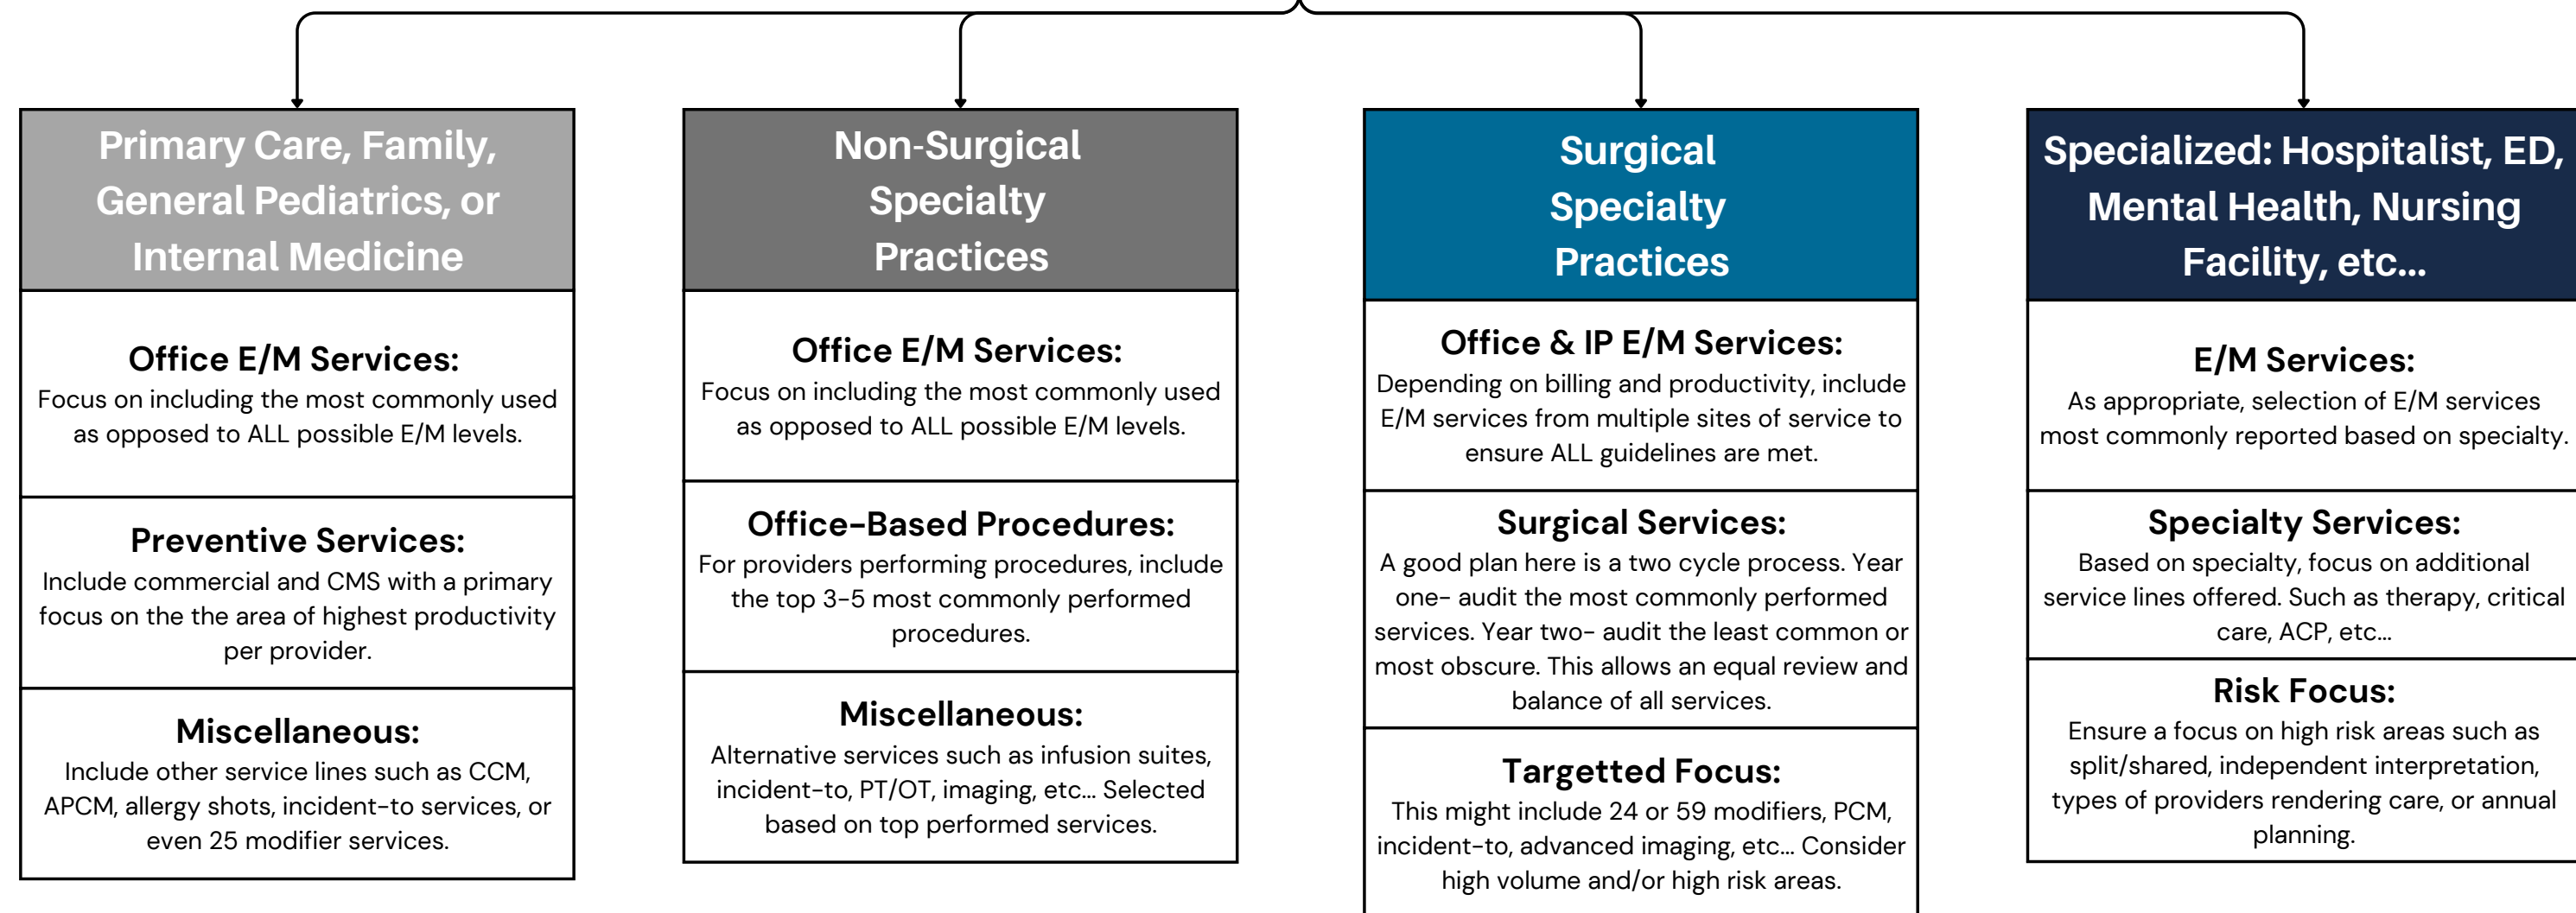 Primary Care, Family,
General Pediatrics, or
Internal Medicine
Office E/M Services:
Focus on including the most commonly used
as opposed to ALL possible E/M levels.
Preventive Services:
Include commercial and CMS with a primary
focus on the the area of highest productivity
per provider.
Miscellaneous:
Include other service lines such as CCM,
APCM, allergy shots, incident-to services, or
even 25 modifier services.
Non-Surgical
Specialty
Practices
Office E/M Services:
Focus on including the most commonly used
as opposed to ALL possible E/M levels.
Office-Based Procedures:
For providers performing procedures, include
the top 3-5 most commonly performed
procedures.
Miscellaneous:
Alternative services such as infusion suites,
incident-to, PT/OT, imaging, etc... Selected
based on top performed services.
Surgical
Specialty
Practices
Office & IP E/M Services:
Depending on billing and productivity, include
E/M services from multiple sites of service to
ensure ALL guidelines are met.
Surgical Services:
A good plan here is a two cycle process. Year
one- audit the most commonly performed
services. Year two- audit the least common or
most obscure. This allows an equal review and
balance of all services.
Targetted Focus:
This might include 24 or 59 modifiers, PCM,
incident-to, advanced imaging, etc... Consider
high volume and/or high risk areas.
Specialized: Hospitalist, ED,
Mental Health, Nursing
Facility, etc...
E/M Services:
As appropriate, selection of E/M services
most commonly reported based on specialty.
Specialty Services:
Based on specialty, focus on additional
service lines offered. Such as therapy, critical
care, ACP, etc...
Risk Focus:
Ensure a focus on high risk areas such as
split/shared, independent interpretation,
types of providers rendering care, or annual
planning.